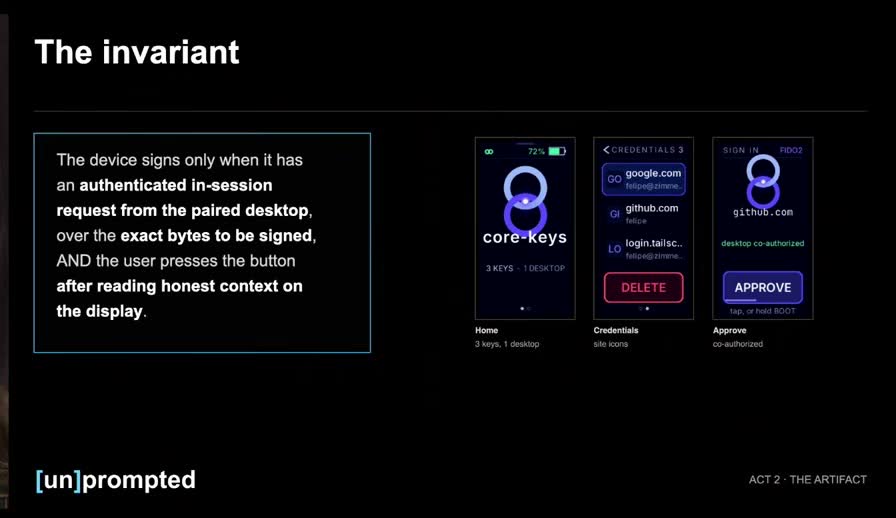 The invariant
The device signs only when it has
an authenticated in-session
request from the paired desktop,
over the exact bytes to be signed,
AND the user presses the button
after reading honest context on
the display.
72%
core-keys
3 KEYS · 1 DESKTOP
Home
3 keys, 1 desktop
CREDENTIALS 3
GO
google.com
felipe@zimme..
GI
github.com
felipe
LO
login.tailsc..
felipe@zimme..
DELETE
Credentials
site icons
SIGN IN FIDO2
github.com
desktop co-authorized
APPROVE
tap, or hold BOOT
Approve
co-authorized
[un]prompted
ACT 2 · THE ARTIFACT